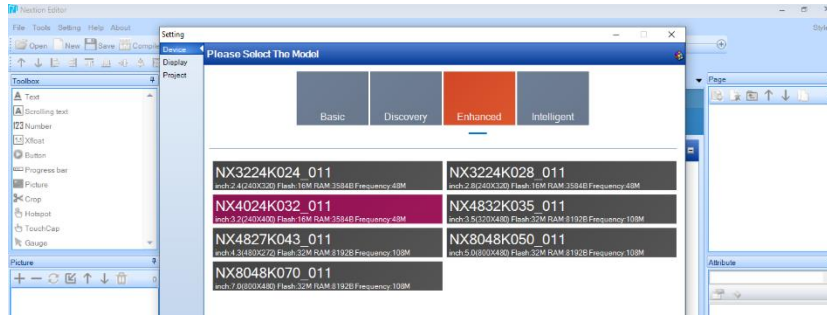 Nextion Editor
File Tools Setting Help About
Open New Save Compile
Style
Setting
Device
Display
Project
Please Select The Model
Basic Discovery Enhanced Intelligent
NX3224K024_011
inch:2.4(240X320) Flash:16M RAM:3584B Frequency:48M
NX3224K028_011
inch:2.8(240X320) Flash:16M RAM:3584B Frequency:48M
NX4024K032_011
inch:3.2(240X400) Flash:16M RAM:3584B Frequency:48M
NX4832K035_011
inch:3.5(320X480) Flash:32M RAM:8192B Frequency:108M
NX4827K043_011
inch:4.3(480X272) Flash:32M RAM:8192B Frequency:108M
NX8048K050_011
inch:5.0(800X480) Flash:32M RAM:8192B Frequency:108M
NX8048K070_011
inch:7.0(800X480) Flash:32M RAM:8192B Frequency:108M
Toolbox
Text
Scrolling text
Number
Xfloat
Button
Progress bar
Picture
Crop
Hotspot
TouchCap
Gauge
Picture
Page
Attribute